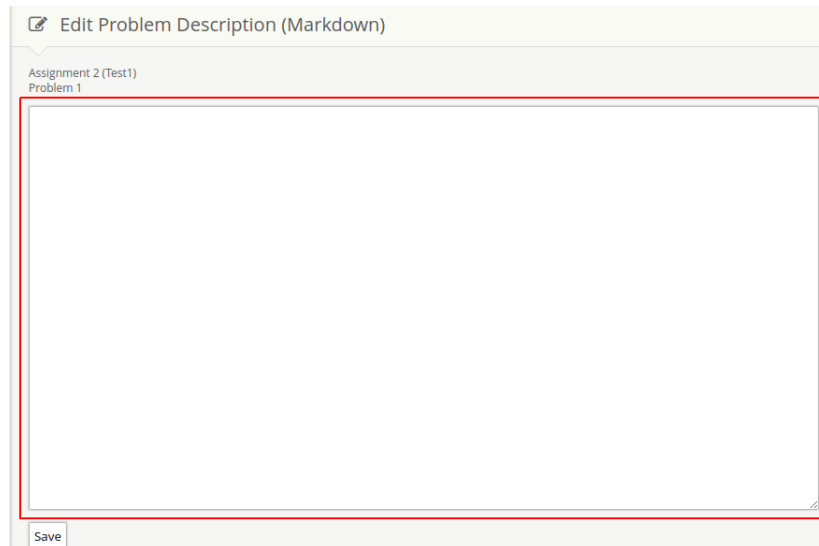 Edit Problem Description (Markdown)
Assignment 2 (Test1)
Problem 1
Save